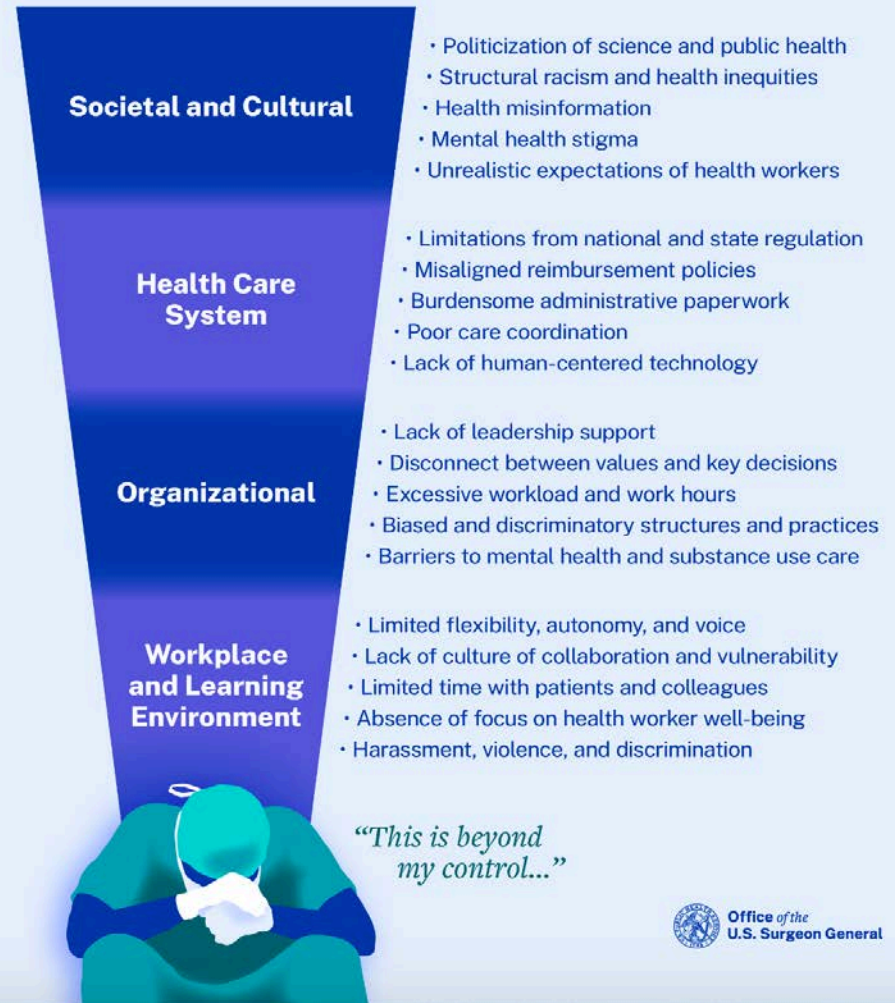 Societal and Cultural
· Politicization of science and public health
· Structural racism and health inequities
· Health misinformation
· Mental health stigma
· Unrealistic expectations of health workers
Health Care
System
· Limitations from national and state regulation
· Misaligned reimbursement policies
· Burdensome administrative paperwork
· Poor care coordination
· Lack of human-centered technology
Organizational
· Lack of leadership support
· Disconnect between values and key decisions
· Excessive workload and work hours
· Biased and discriminatory structures and practices
· Barriers to mental health and substance use care
Workplace
and Learning
Environment
· Limited flexibility, autonomy, and voice
· Lack of culture of collaboration and vulnerability
· Limited time with patients and colleagues
· Absence of focus on health worker well-being
· Harassment, violence, and discrimination
“This is beyond
my control...”
Office of the
U.S. Surgeon General